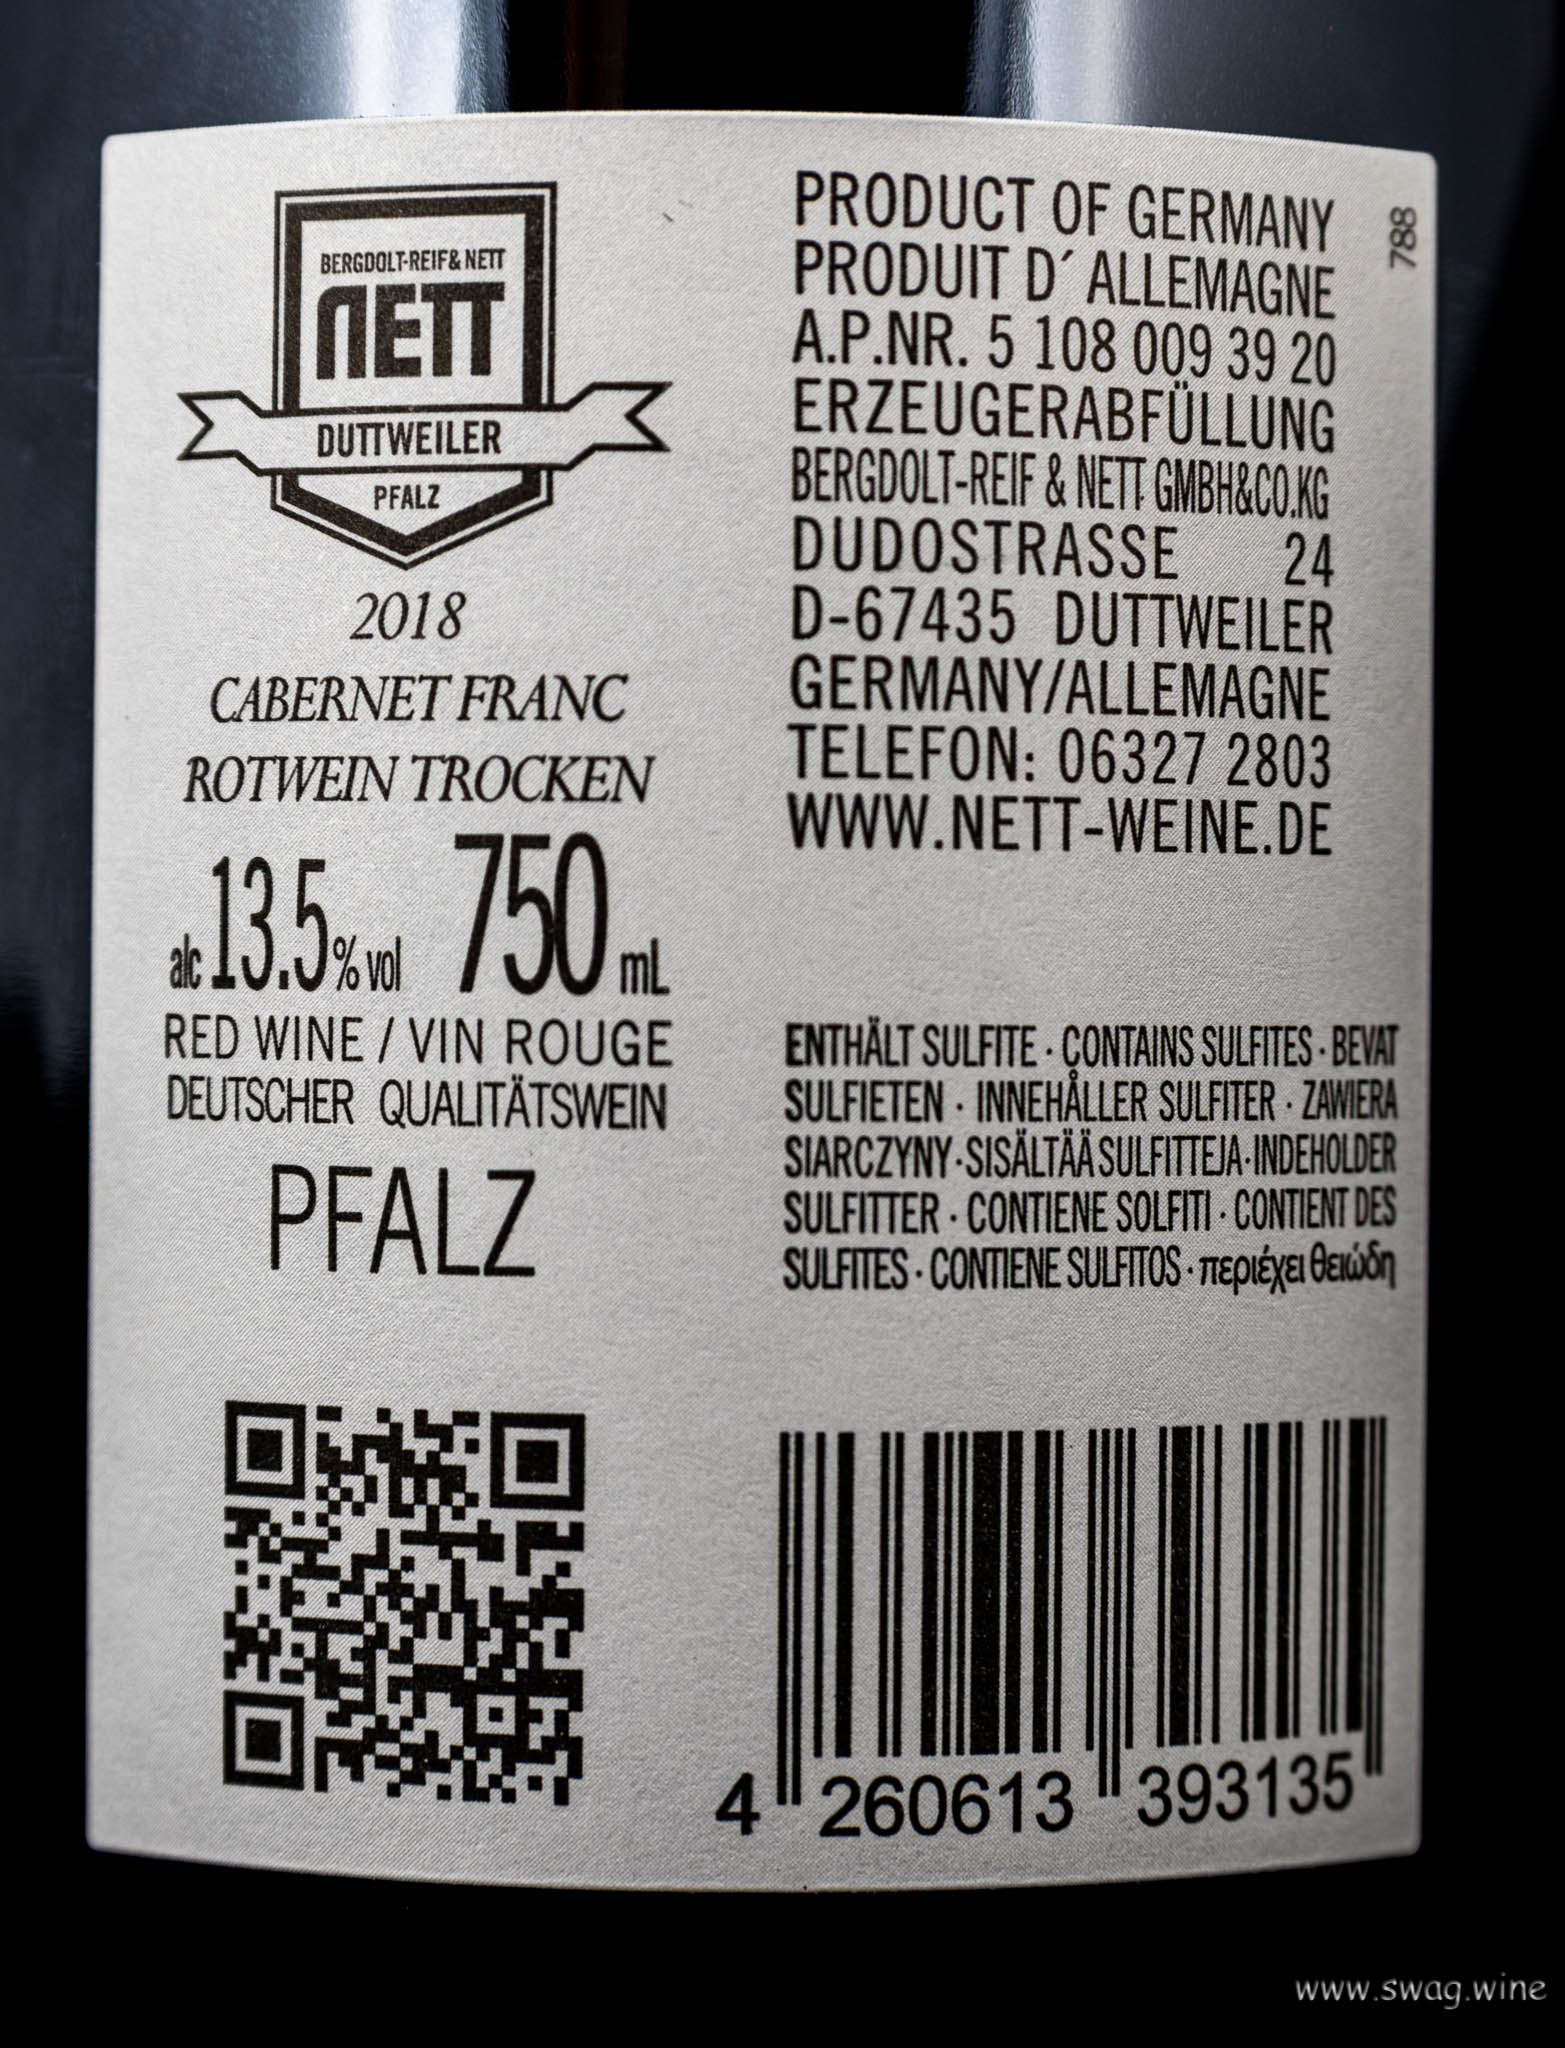 BERGDOLT-REIF & NETT
NETT
DUTTWEILER
PFALZ
2018
CABERNET FRANC
ROTWEIN TROCKEN
alc 13.5 % vol 750 mL
RED WINE / VIN ROUGE
DEUTSCHER QUALITÄTSWEIN
PFALZ
PRODUCT OF GERMANY
PRODUIT D´ALLEMAGNE
A.P.NR. 5 108 009 39 20
ERZEUGERABFÜLLUNG
BERGDOLT-REIF & NETT GMBH&CO.KG
DUDOSTRASSE 24
D-67435 DUTTWEILER
GERMANY/ALLEMAGNE
TELEFON: 06327 2803
WWW.NETT-WEINE.DE
788
ENTHÄLT SULFITE · CONTAINS SULFITES · BEVAT
SULFIETEN · INNEHÅLLER SULFITER · ZAWIERA
SIARCZYNY · SISÄLTÄÄ SULFITTEJA · INDEHOLDER
SULFITTER · CONTIENE SOLFITI · CONTIENT DES
SULFITES · CONTIENE SULFITOS · περιέχει θειώδη
4 260613 393135
www.swag.wine